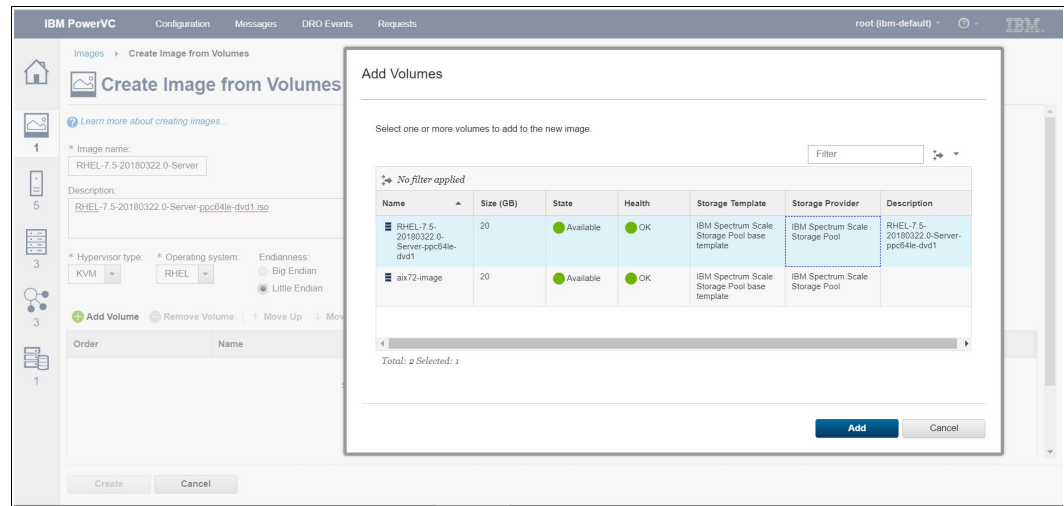 IBM PowerVC Configuration Messages DRO Events Requests root (ibm-default) IBM
Images Create Image from Volumes
Create Image from Volumes
Learn more about creating images...
* Image name:
RHEL-7.5-20180322.0-Server
Description:
RHEL-7.5-20180322.0-Server-ppc64le-dvd1.iso
* Hypervisor type: * Operating system: Endianness:
KVM RHEL Big Endian
Little Endian
Add Volume Remove Volume Move Up Mov
Order Name
Create Cancel
1
5
3
3
1
Add Volumes
Select one or more volumes to add to the new image.
Filter
No filter applied
Name Size (GB) State Health Storage Template Storage Provider Description
RHEL-7.5-
20180322.0-
Server-ppc64le-
dvd1
20 Available OK
IBM Spectrum Scale
Storage Pool base
template
IBM Spectrum Scale
Storage Pool
RHEL-7.5-
20180322.0-Server-
ppc64le-dvd1
aix72-image 20 Available OK
IBM Spectrum Scale
Storage Pool base
template
IBM Spectrum Scale
Storage Pool
Total: 2 Selected: 1
Add Cancel